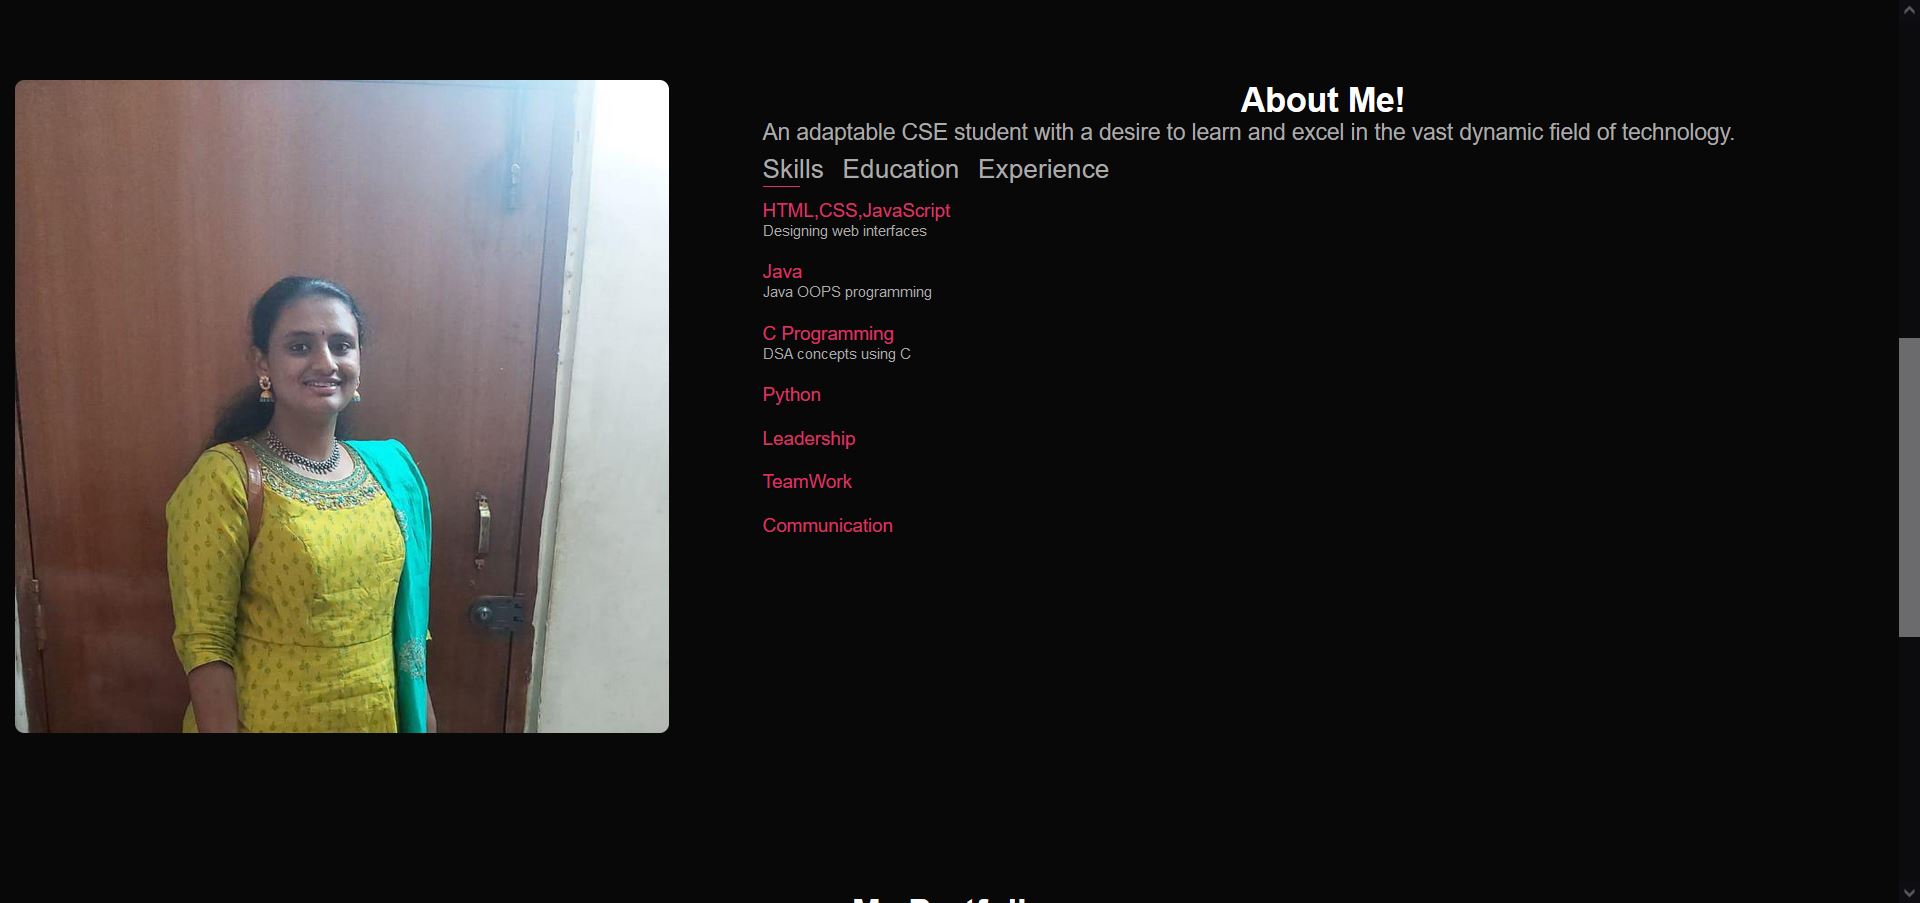 About Me!
An adaptable CSE student with a desire to learn and excel in the vast dynamic field of technology.
Skills Education Experience
HTML,CSS,JavaScript
Designing web interfaces
Java
Java OOPS programming
C Programming
DSA concepts using C
Python
Leadership
TeamWork
Communication